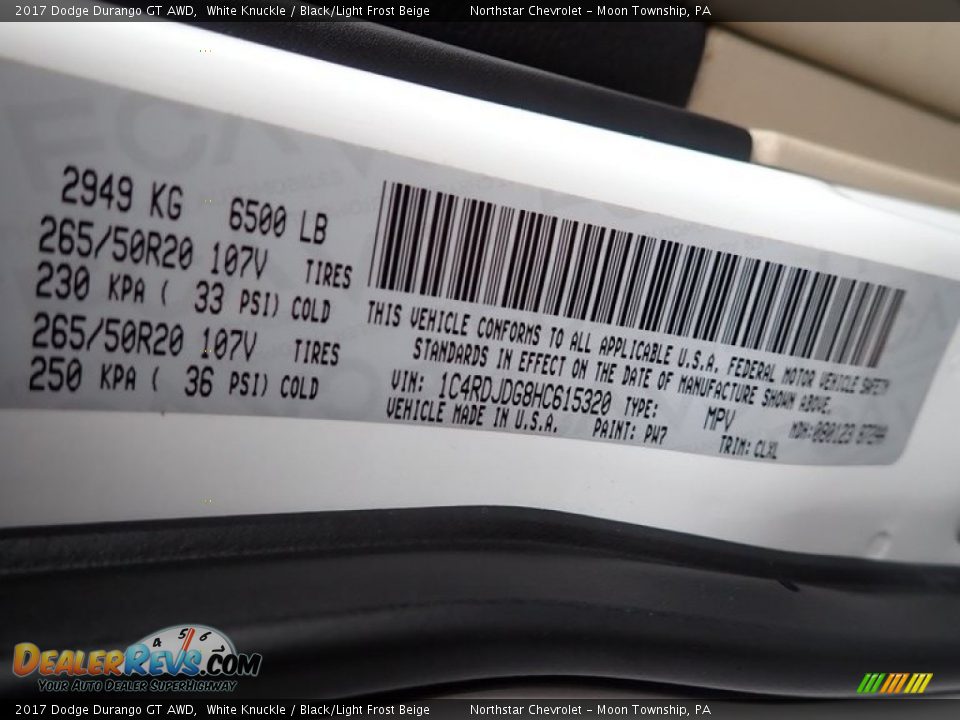 2017 Dodge Durango GT AWD, White Knuckle / Black/Light Frost Beige Northstar Chevrolet - Moon Township, PA
2949 KG 6500 LB
265/50R20 107V TIRES
230 KPA ( 33 PSI) COLD
265/50R20 107V TIRES
250 KPA ( 36 PSI) COLD
THIS VEHICLE CONFORMS TO ALL APPLICABLE U.S.A. FEDERAL MOTOR VEHICLE SAFETY
STANDARDS IN EFFECT ON THE DATE OF MANUFACTURE SHOWN ABOVE.
VIN: 1C4RDJDG8HC615320 TYPE: MPV MDH:
VEHICLE MADE IN U.S.A. PAINT: PW7 TRIM: CLXL
4 5 6
DealerRevs.com
Your Auto Dealer SuperHighway
2017 Dodge Durango GT AWD, White Knuckle / Black/Light Frost Beige Northstar Chevrolet - Moon Township, PA